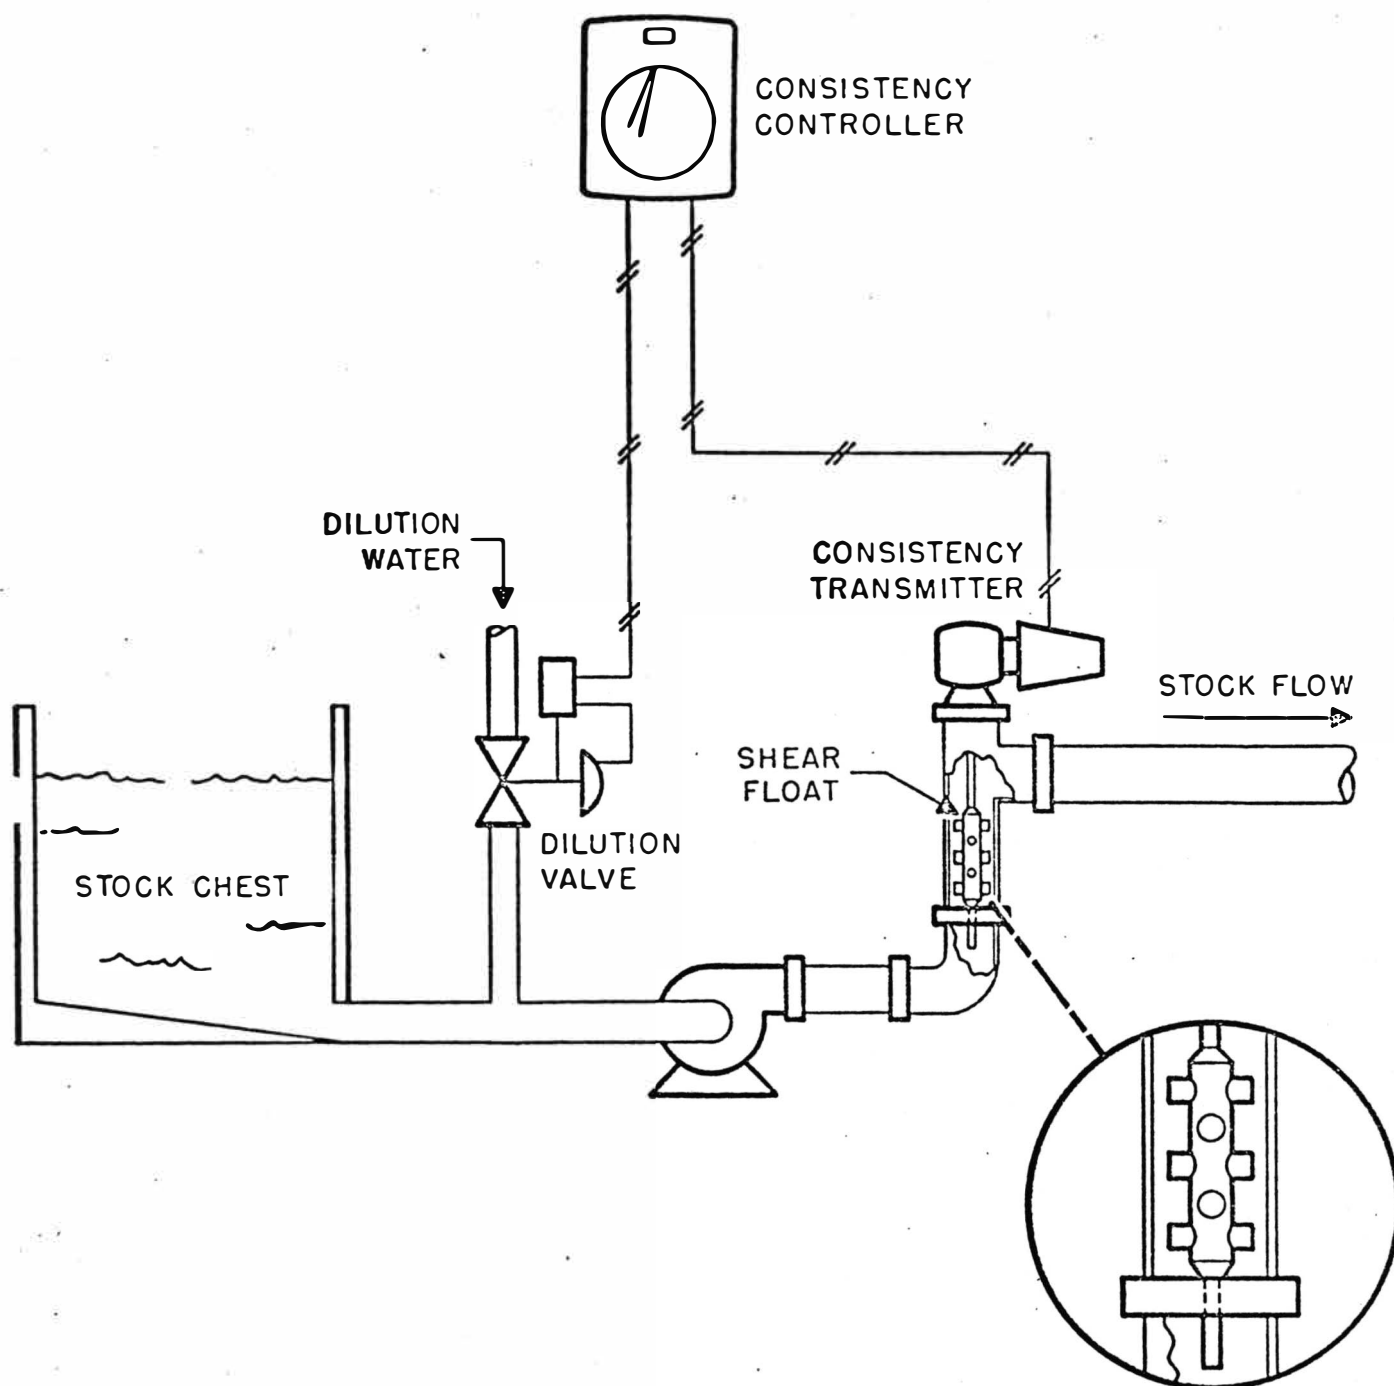 CONSISTENCY
CONTROLLER
DILUTION
WATER
CONSISTENCY
TRANSMITTER
STOCK FLOW
SHEAR
FLOAT
DILUTION
VALVE
STOCK CHEST